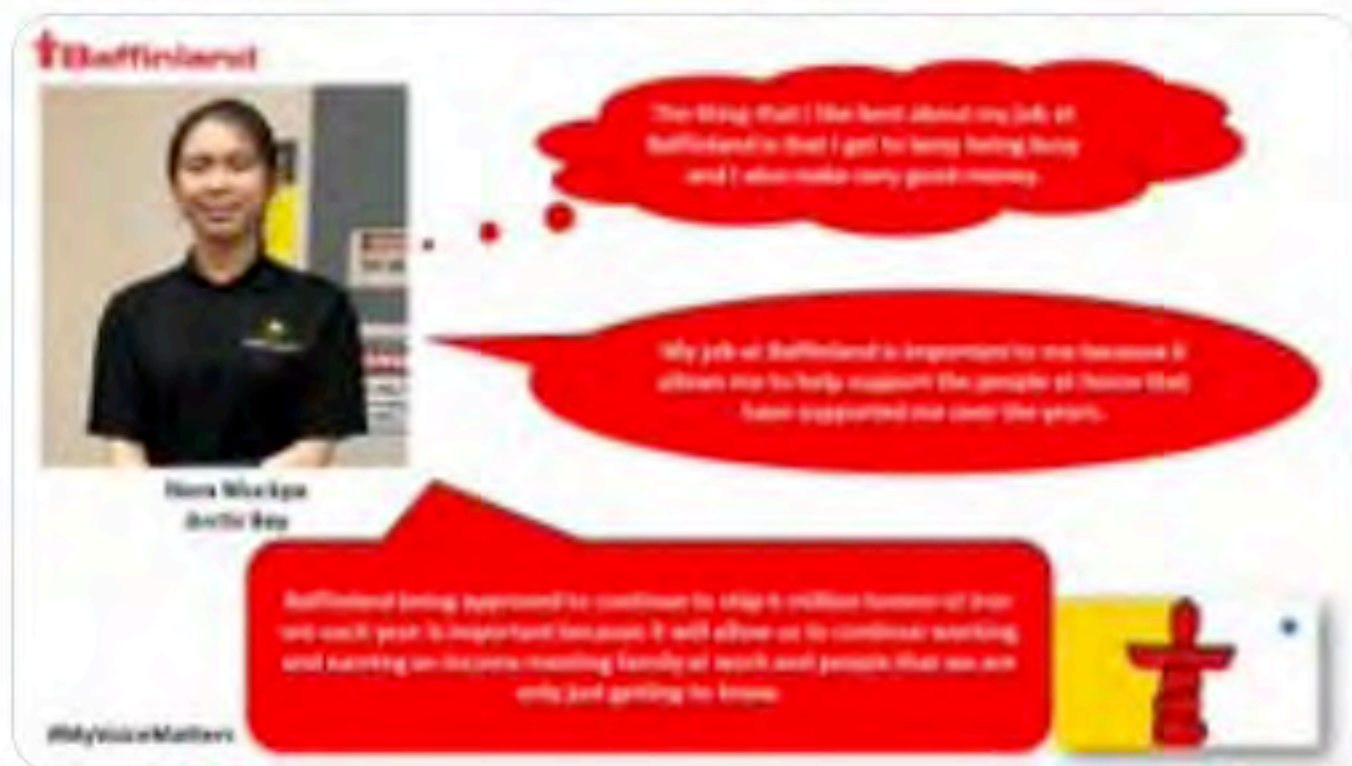 Baffinland
The thing that I like best about my job at
Baffinland is that I get to keep being busy
and I also make very good money.
My job at Baffinland is important to me because it
allows me to help support the people at home that
have supported me over the years.
Arctic Bay
Baffinland being approved to continue to ship 6 million tonnes of iron
ore each year is important because it will allow us to continue working
and earning an income meeting family at work and people that we are
only just getting to know.
#MyVoiceMatters